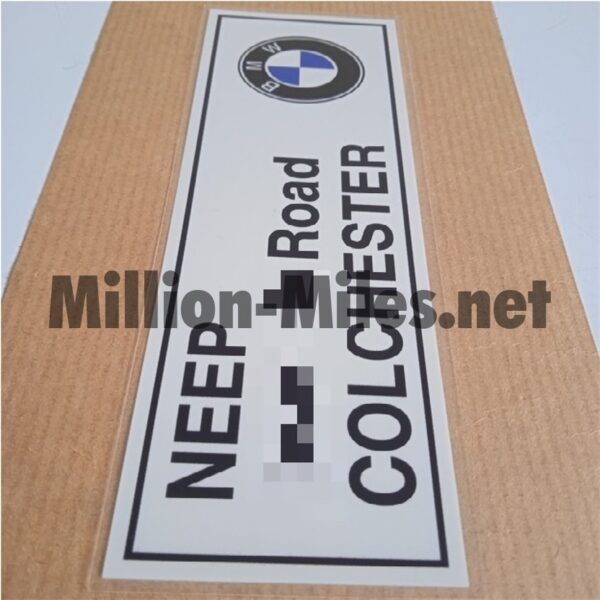 BMW
NEEP
Road
COLCHESTER
Million-Miles.net